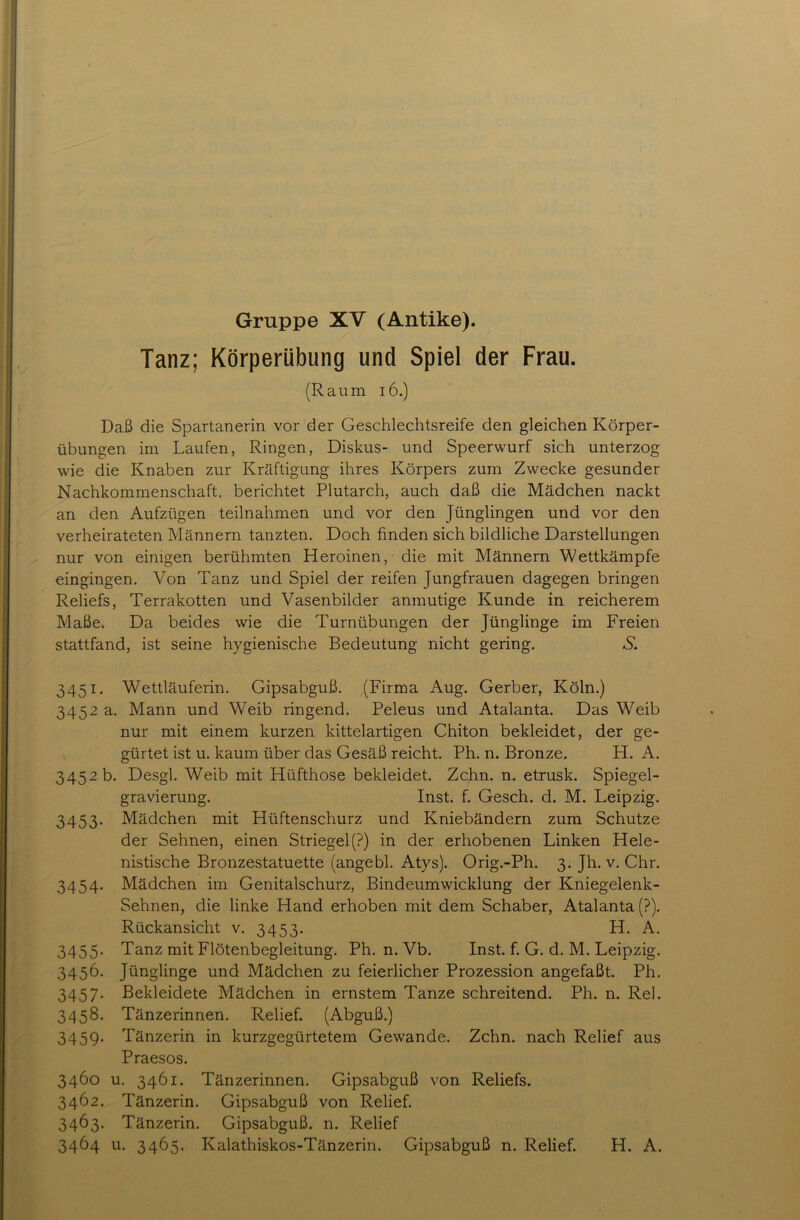 Gruppe XV (Antike).
Tanz; Körperübung und Spiel der Frau.
(Raum 16.)
Daß die Spartanerin vor der Geschlechtsreife den gleichen Körper-
übungen im Laufen, Ringen, Diskus- und Speerwurf sich unterzog
wie die Knaben zur Kräftigung ihres Körpers zum Zwecke gesunder
Nachkommenschaft. berichtet Plutarch, auch daß die Mädchen nackt
an den Aufzügen teilnahmen und vor den Jünglingen und vor den
verheirateten Männern tanzten. Doch finden sich bildliche Darstellungen
nur von einigen berühmten Heroinen, die mit Männern Wettkämpfe
eingingen. Von Tanz und Spiel der reifen Jungfrauen dagegen bringen
Reliefs, Terrakotten und Vasenbilder anmutige Kunde in reicherem
Maße. Da beides wie die Turnübungen der Jünglinge im Freien
stattfand, ist seine hygienische Bedeutung nicht gering. S.
3451. Wettläuferin. Gipsabguß. (Firma Aug. Gerber, Köln.)
3452 a. Mann und Weib ringend. Peleus und Atalanta. Das Weib
nur mit einem kurzen kittelartigen Chiton bekleidet, der ge-
gürtet ist u. kaum über das Gesäß reicht. Ph. n. Bronze. H. A.
3452 b. Desgl. Weib mit Hüfthose bekleidet. Zchn. n. etrusk. Spiegel-
gravierung. Inst. f. Gesch. d. M. Leipzig.
3453. Mädchen mit Hüftenschurz und Kniebändern zum Schutze
der Sehnen, einen Striegel(?) in der erhobenen Linken Hele-
nistische Bronzestatuette (angebl. Atys). Orig.-Ph. 3. Jh. v. Chr.
3454. Mädchen im Genitalschurz, Bindeumwicklung der Kniegelenk-
Sehnen, die linke Hand erhoben mit dem Schaber, Atalanta (?).
Rückansicht v. 3453. H. A.
3455. Tanz mit Flötenbegleitung. Ph. n. Vb. Inst. f. G. d. M. Leipzig.
3456. Jünglinge und Mädchen zu feierlicher Prozession angefaßt. Ph.
3457. Bekleidete Mädchen in ernstem Tanze schreitend. Ph. n. Rel.
3458. Tänzerinnen. Relief. (Abguß.)
3459. Tänzerin in kurzgegürtetem Gewande. Zchn. nach Relief aus
Praesos.
3460 u. 3461. Tänzerinnen. Gipsabguß von Reliefs.
3462. Tänzerin. Gipsabguß von Relief.
3463. Tänzerin. Gipsabguß. n. Relief
3464 u. 3465. Kalathiskos-Tänzerin. Gipsabguß n. Relief. H. A.